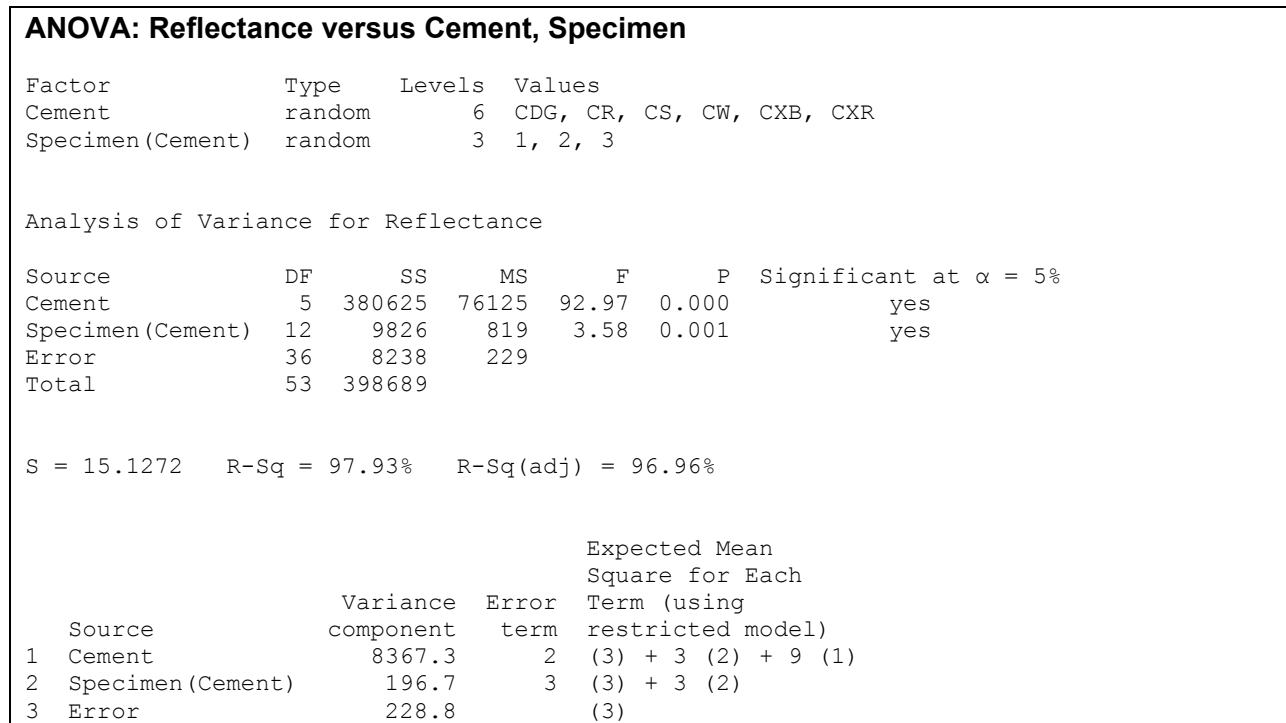 ANOVA: Reflectance versus Cement, Specimen
Factor Type Levels Values
Cement random 6 CDG, CR, CS, CW, CXB, CXR
Specimen(Cement) random 3 1, 2, 3
Analysis of Variance for Reflectance
Source DF SS MS F P Significant at α = 5%
Cement 5 380625 76125 92.97 0.000 yes
Specimen(Cement) 12 9826 819 3.58 0.001 yes
Error 36 8238 229
Total 53 398689
S = 15.1272 R-Sq = 97.93% R-Sq(adj) = 96.96%
Expected Mean
Square for Each
Variance Error Term (using
Source component term restricted model)
1 Cement 8367.3 2 (3) + 3 (2) + 9 (1)
2 Specimen(Cement) 196.7 3 (3) + 3 (2)
3 Error 228.8 (3)